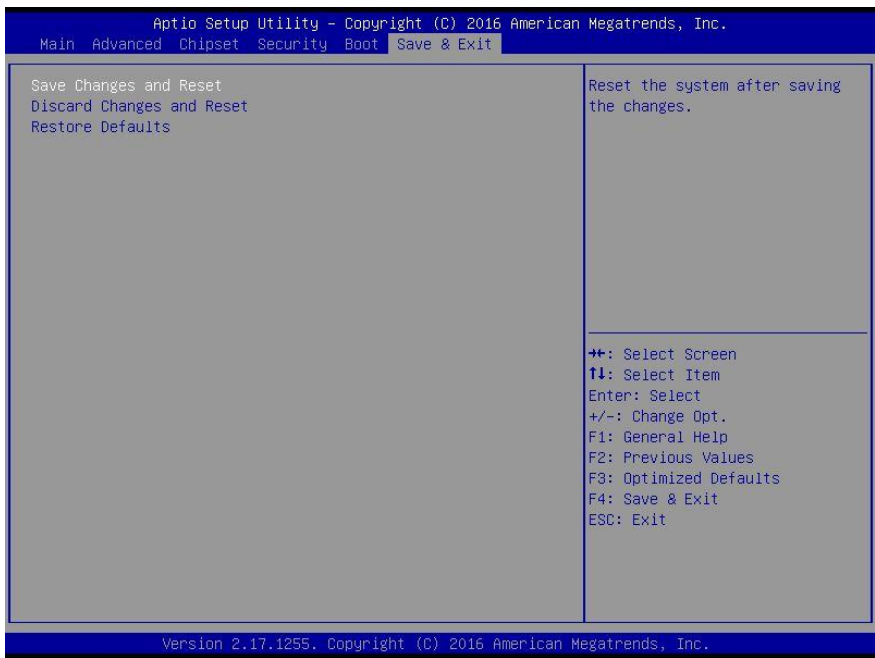 Aptio Setup Utility – Copyright (C) 2016 American Megatrends, Inc.
Main Advanced Chipset Security Boot Save & Exit
Save Changes and Reset
Discard Changes and Reset
Restore Defaults
Reset the system after saving
the changes.
→←: Select Screen
↑↓: Select Item
Enter: Select
+/-: Change Opt.
F1: General Help
F2: Previous Values
F3: Optimized Defaults
F4: Save & Exit
ESC: Exit
Version 2.17.1255. Copyright (C) 2016 American Megatrends, Inc.